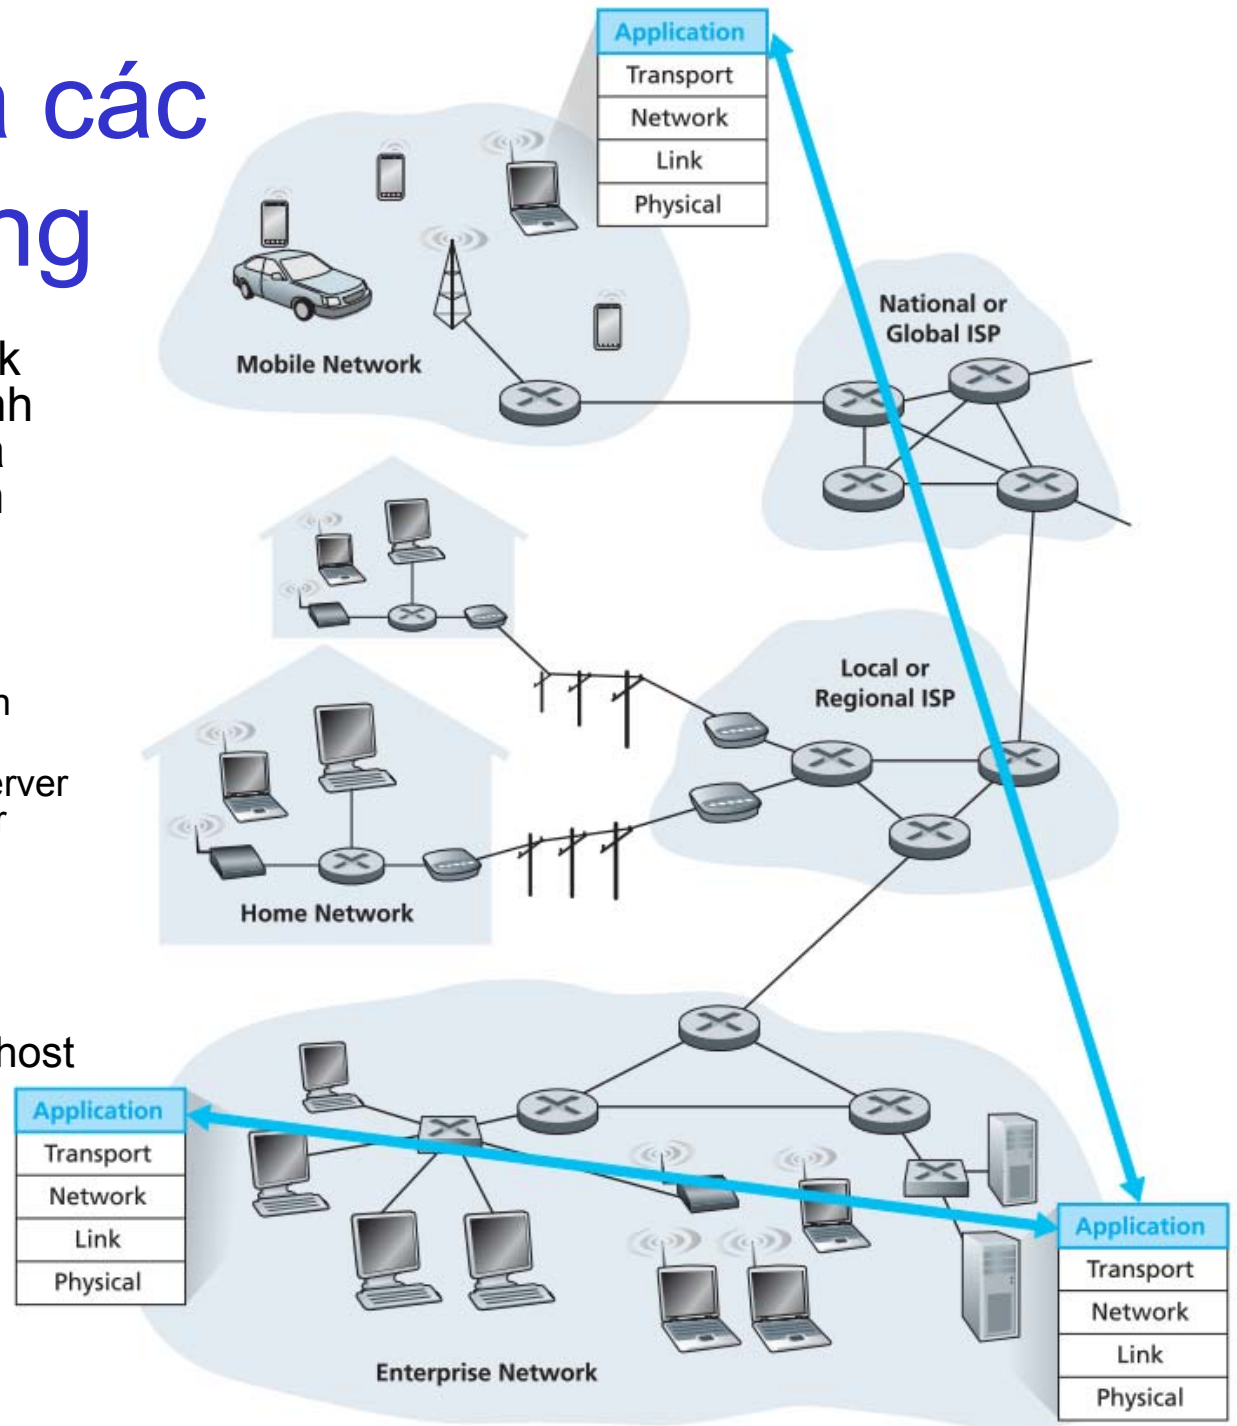 các
ng
k
nh
n
erver
r
host
Application
Transport
Network
Link
Physical
National or
Global ISP
Mobile Network
Local or
Regional ISP
Home Network
Application
Transport
Network
Link
Physical
Application
Transport
Network
Link
Physical
Enterprise Network